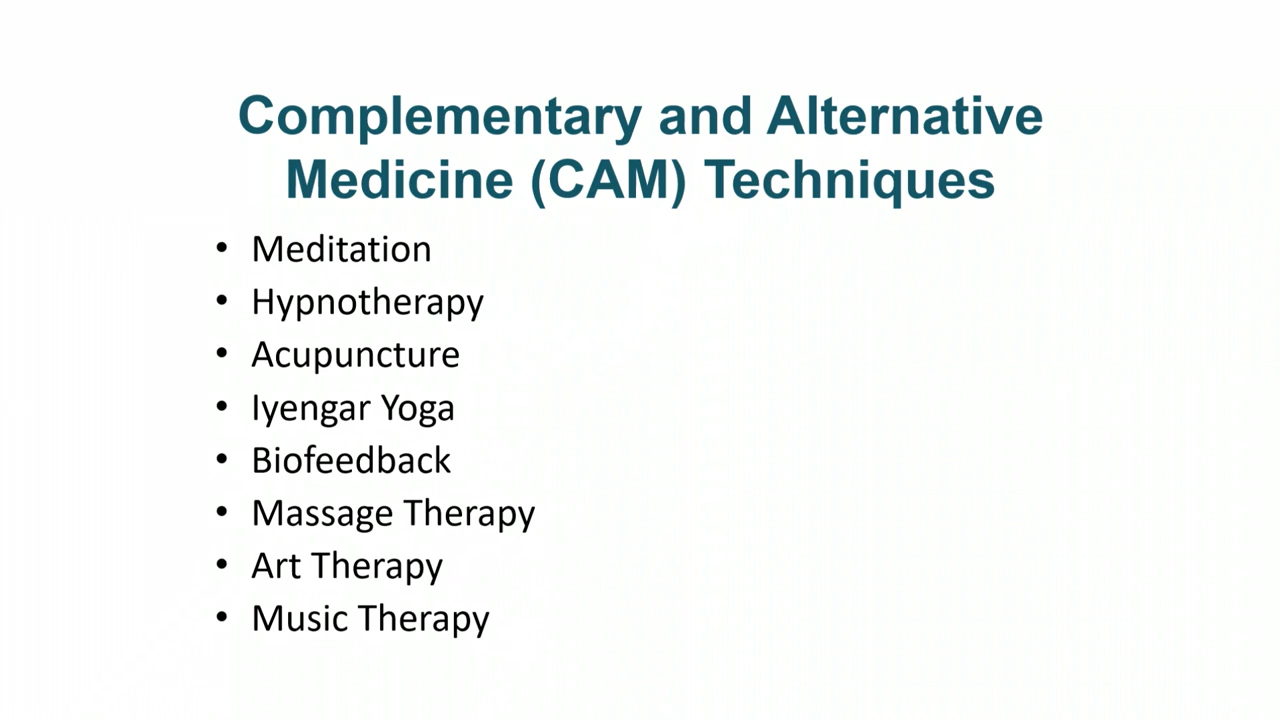 Complementary and Alternative
Medicine (CAM) Techniques
• Meditation
• Hypnotherapy
• Acupuncture
• Iyengar Yoga
• Biofeedback
• Massage Therapy
• Art Therapy
• Music Therapy